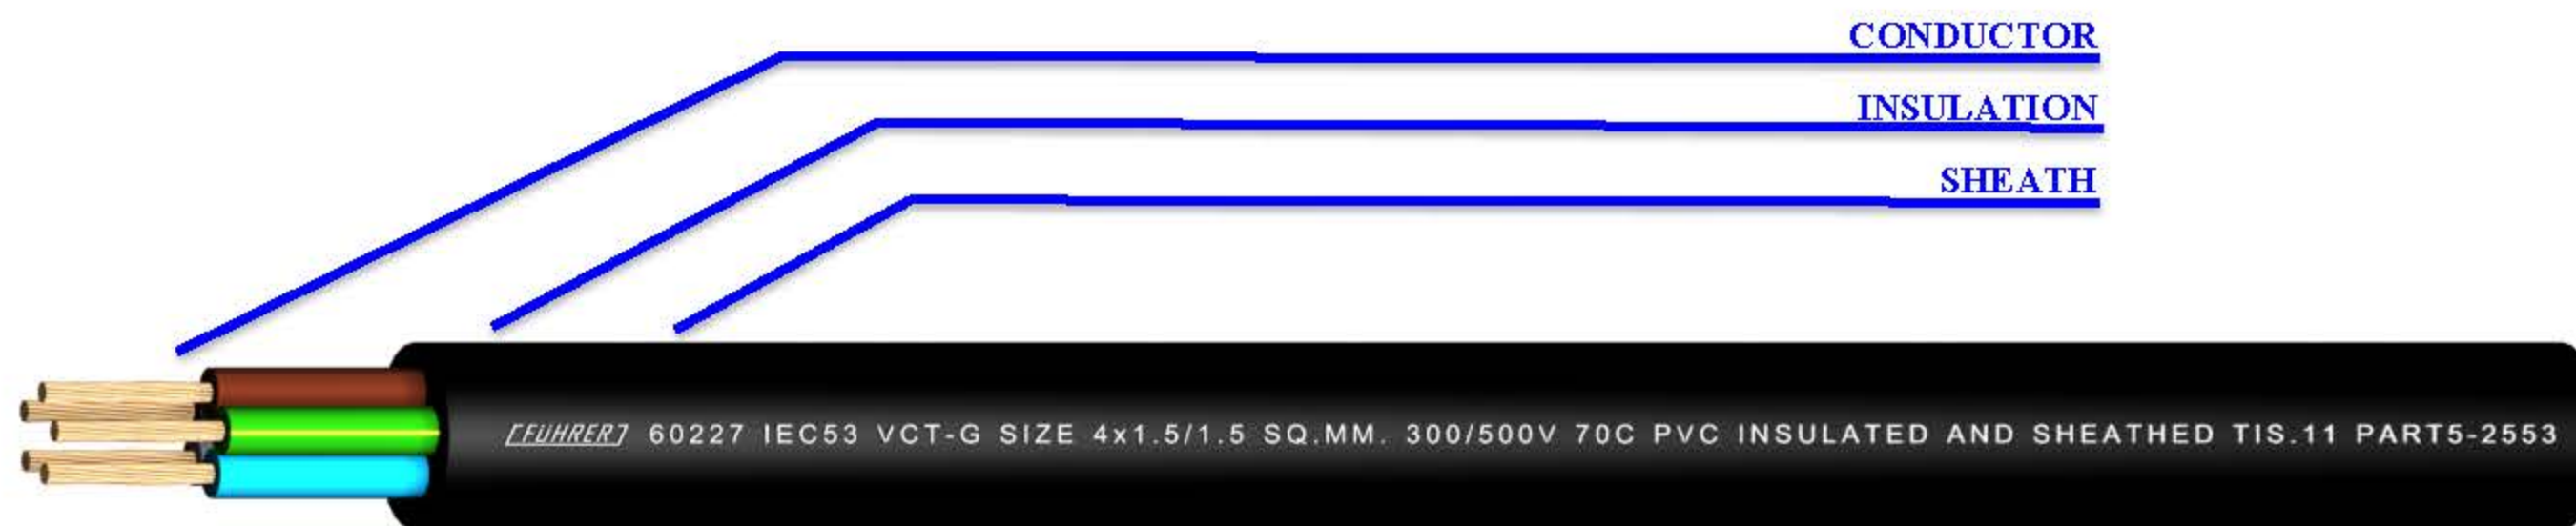 CONDUCTOR
INSULATION
SHEATH
FUHRER 60227 IEC53 VCT-G SIZE 4x1.5/1.5 SQ.MM. 300/500V 70C PVC INSULATED AND SHEATHED TIS.11 PART5-2553